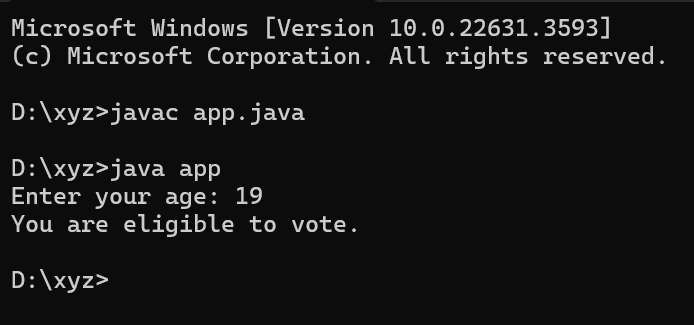 Microsoft Windows [Version 10.0.22631.3593]
(c) Microsoft Corporation. All rights reserved.
D:\xyz>javac app.java
D:\xyz>java app
Enter your age: 19
You are eligible to vote.
D:\xyz>